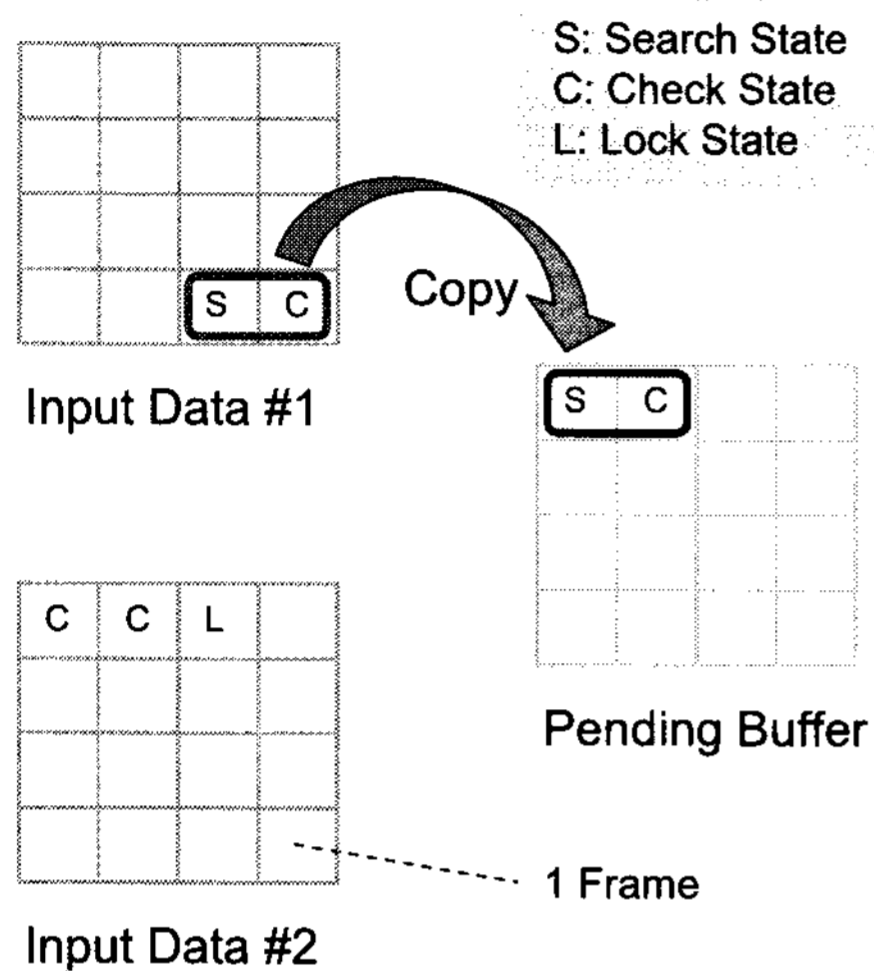 S: Search State
C: Check State
L: Lock State
S C
Copy
Input Data #1
S C
Pending Buffer
C C L
1 Frame
Input Data #2